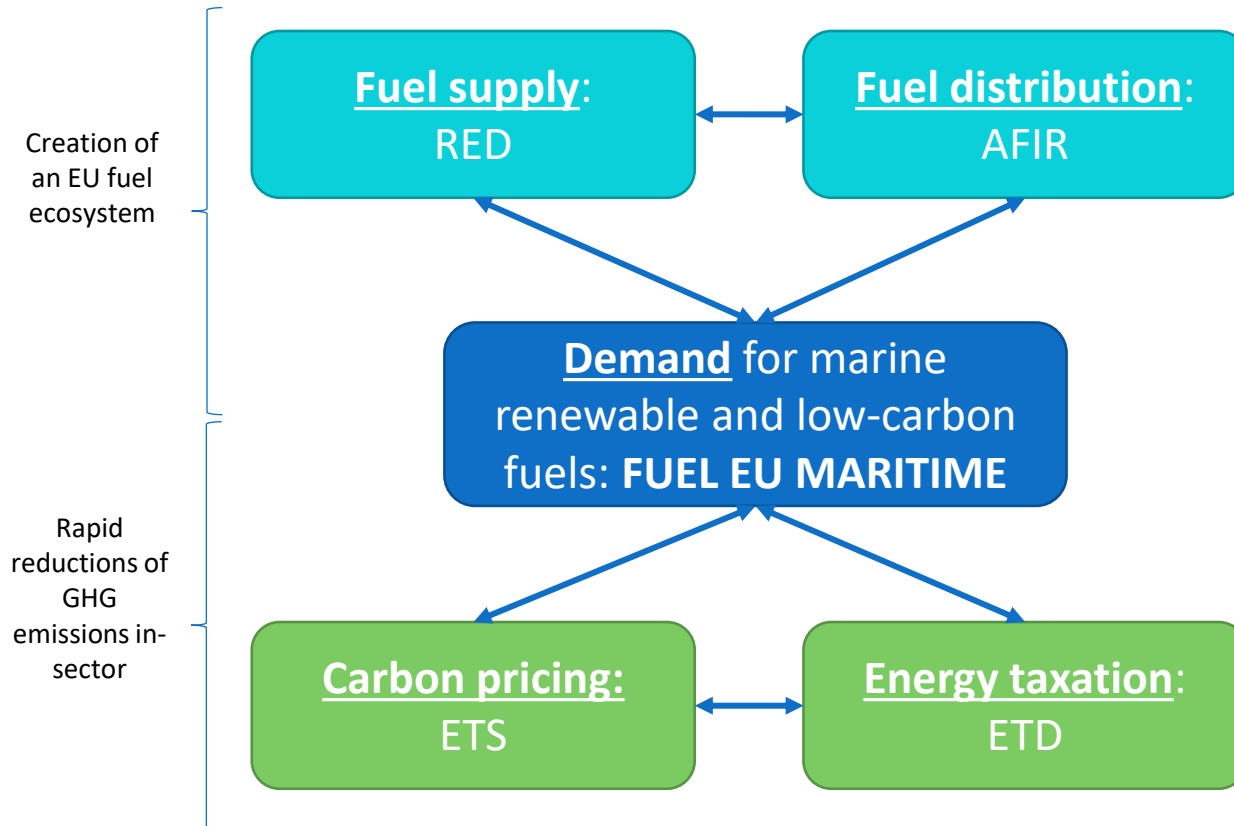 Creation of
an EU fuel
ecosystem
Fuel supply:
RED
Fuel distribution:
AFIR
Demand for marine
renewable and low-carbon
fuels: FUEL EU MARITIME
Rapid
reductions of
GHG
emissions in-
sector
Carbon pricing:
ETS
Energy taxation:
ETD